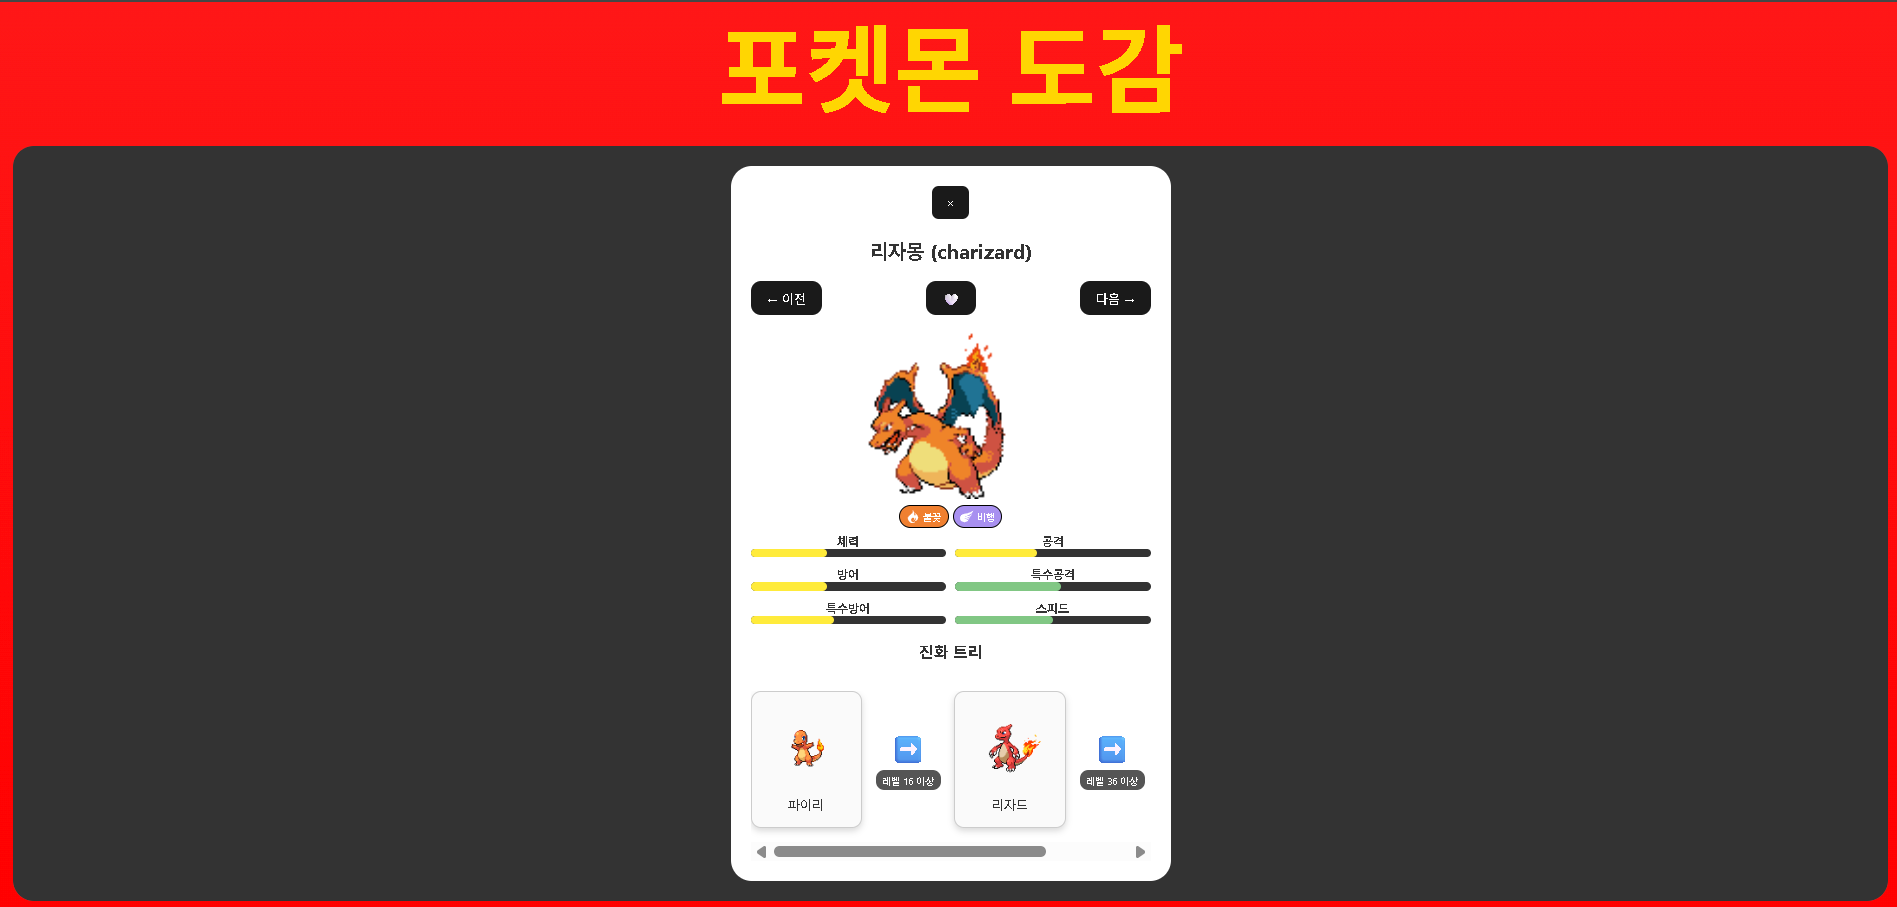 포켓몬 도감
×
리자몽 (charizard)
← 이전
다음 →
불꽃 비행
체력 공격
방어 특수공격
특수방어 스피드
진화 트리
레벨 16 이상 레벨 36 이상
파이리 리자드